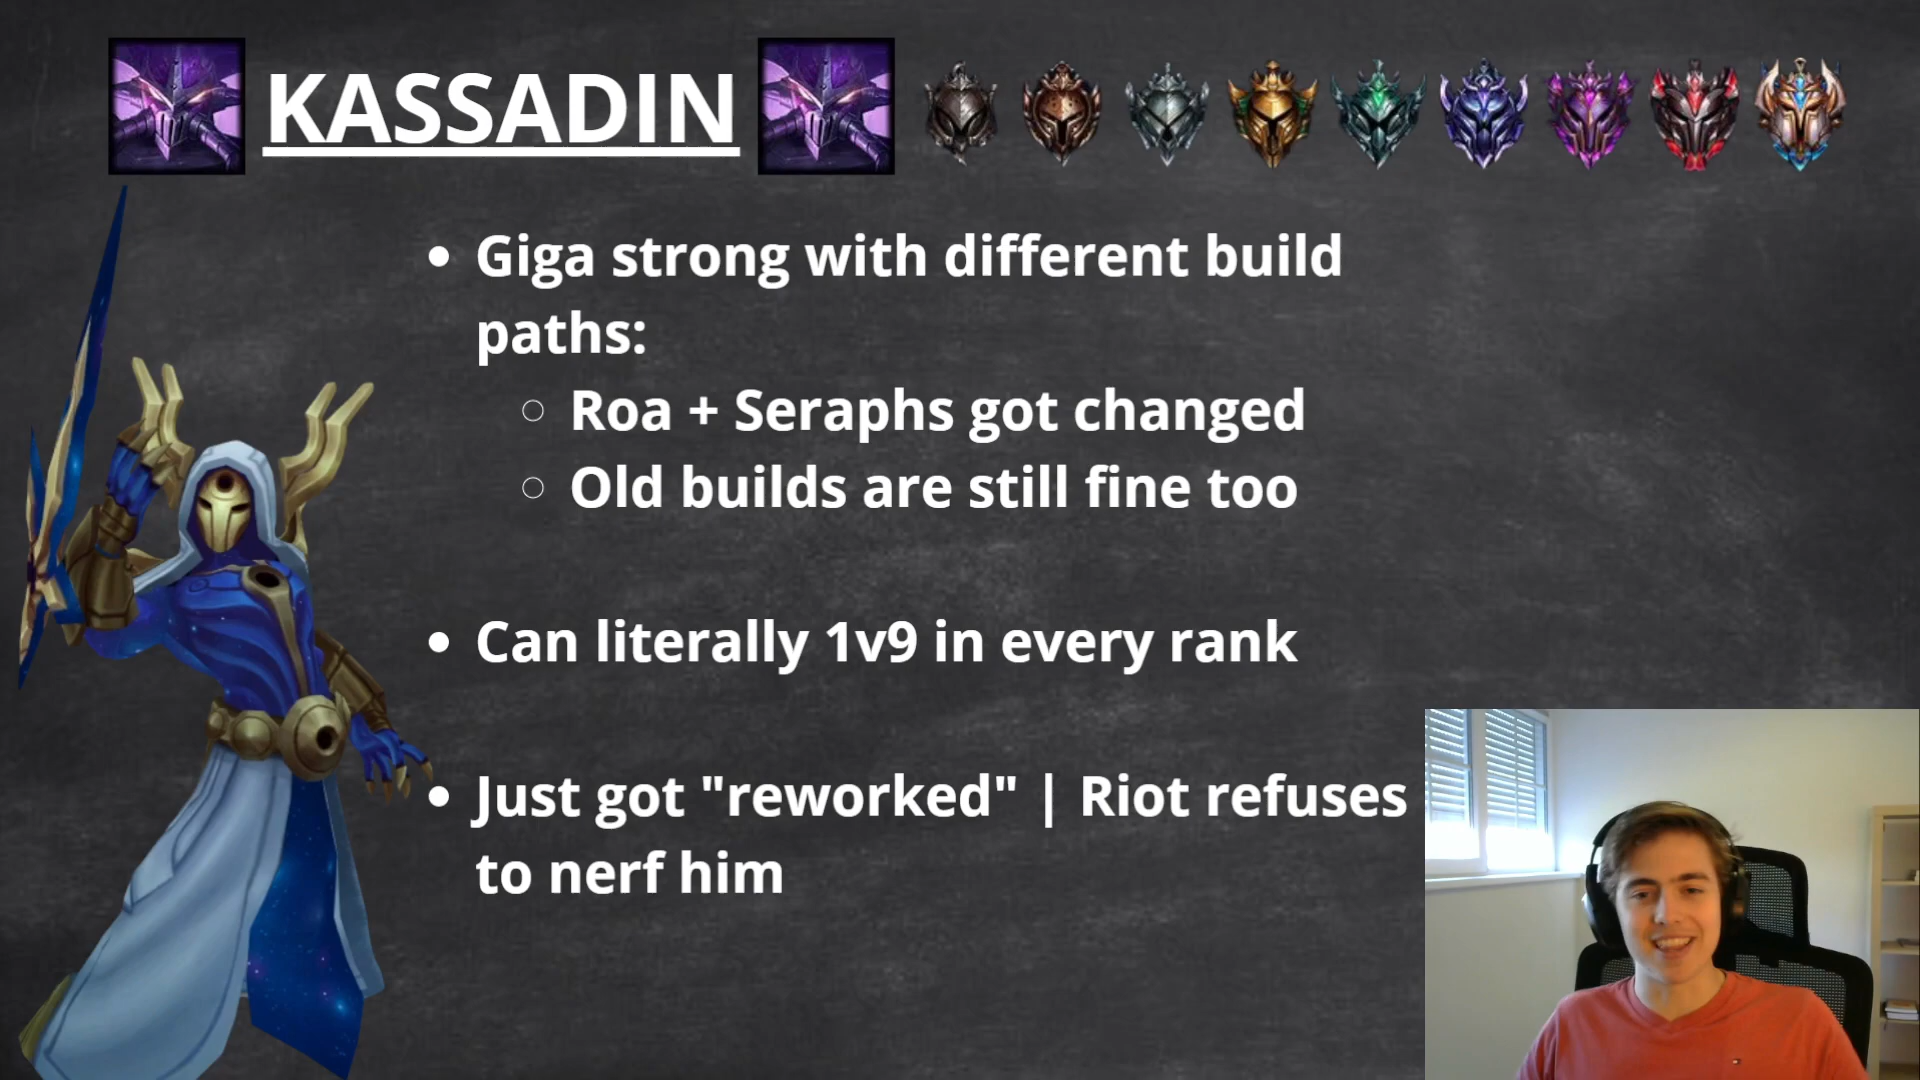 KASSADIN
• Giga strong with different build
paths:
○ Roa + Seraphs got changed
○ Old builds are still fine too
• Can literally 1v9 in every rank
• Just got "reworked" | Riot refuses
to nerf him